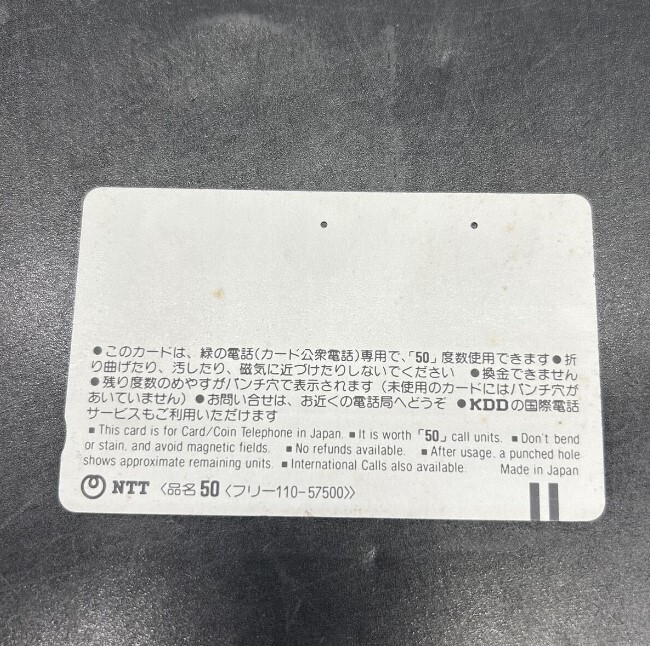 ●このカードは、緑の電話(カード公衆電話)専用で、「50」度数使用できます●折
り曲げたり、汚したり、磁気に近づけたりしないでください ●換金できません
●残り度数のめやすがパンチ穴で表示されます(未使用のカードにはパンチ穴が
あいていません)●お問い合せは、お近くの電話局へどうぞ ●KDDの国際電話
サービスもご利用いただけます
■This card is for Card/Coin Telephone in Japan. ■It is worth「50」call units. ■Don't bend
or stain, and avoid magnetic fields. ■No refunds available. ■After usage, a punched hole
shows approximate remaining units. ■International Calls also available. Made in Japan
NTT 〈品名 50〈フリー110-57500〉〉